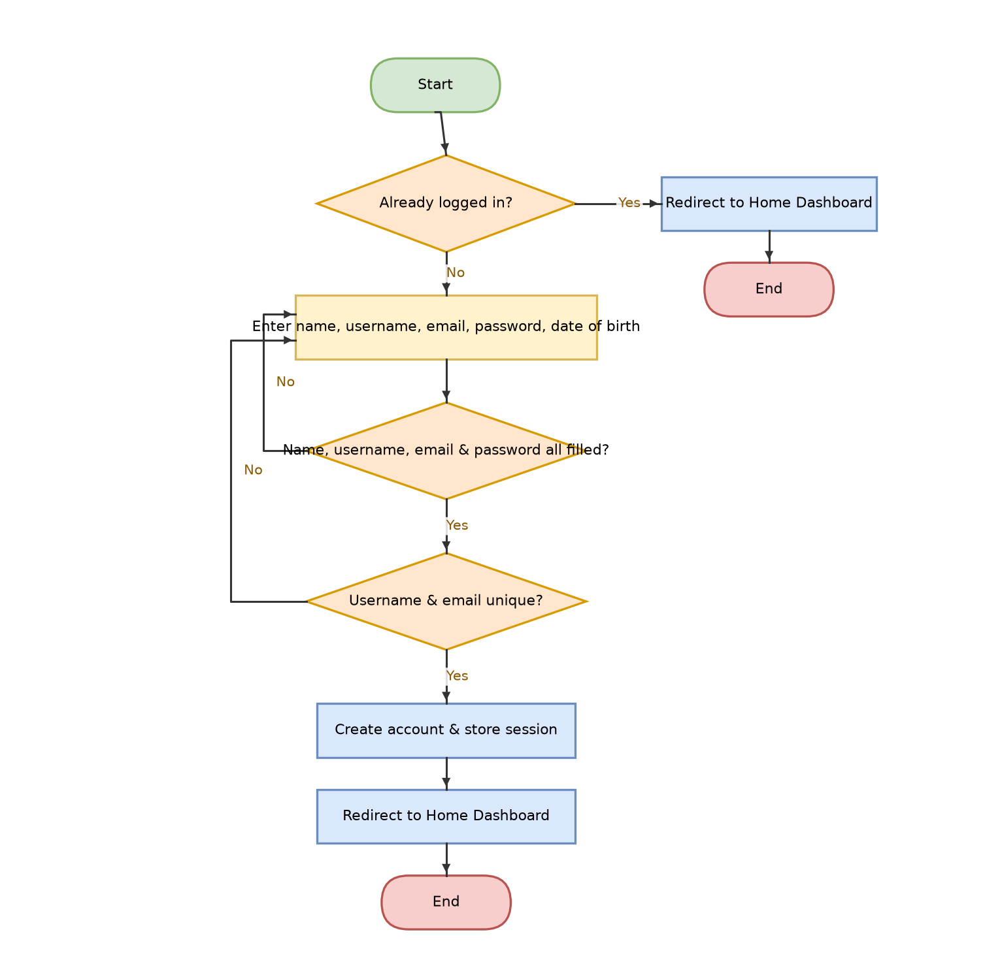 Start
Already logged in?
Yes
Redirect to Home Dashboard
End
No
Enter name, username, email, password, date of birth
No
Name, username, email & password all filled?
No
Yes
Username & email unique?
Yes
Create account & store session
Redirect to Home Dashboard
End